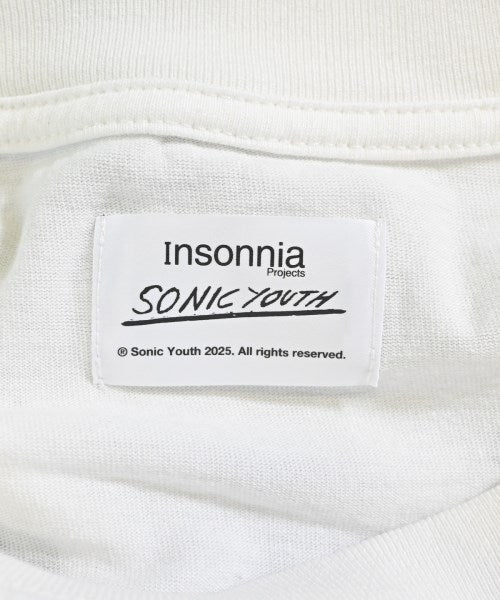 Insonnia
Projects
SONIC YOUTH
® Sonic Youth 2025. All rights reserved.